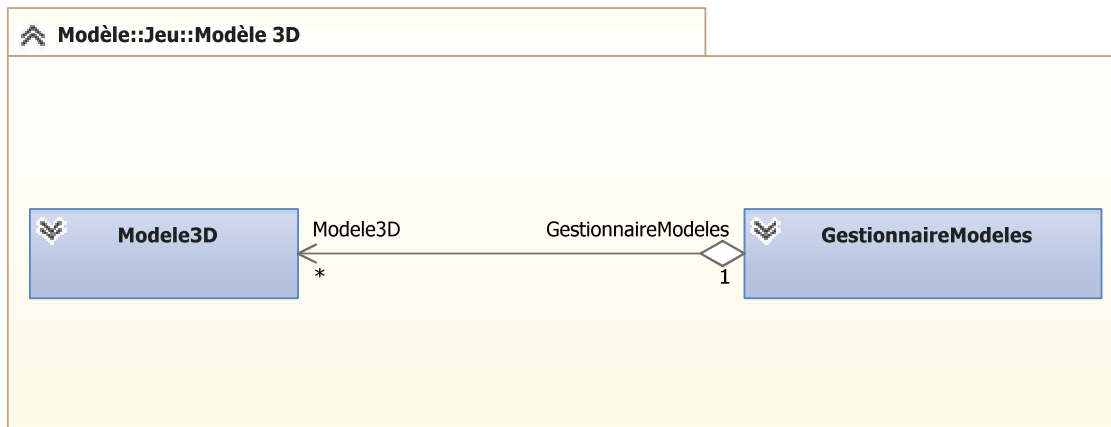 Modèle::Jeu::Modèle 3D
Modele3D
Modele3D
*
GestionnaireModeles
1
GestionnaireModeles